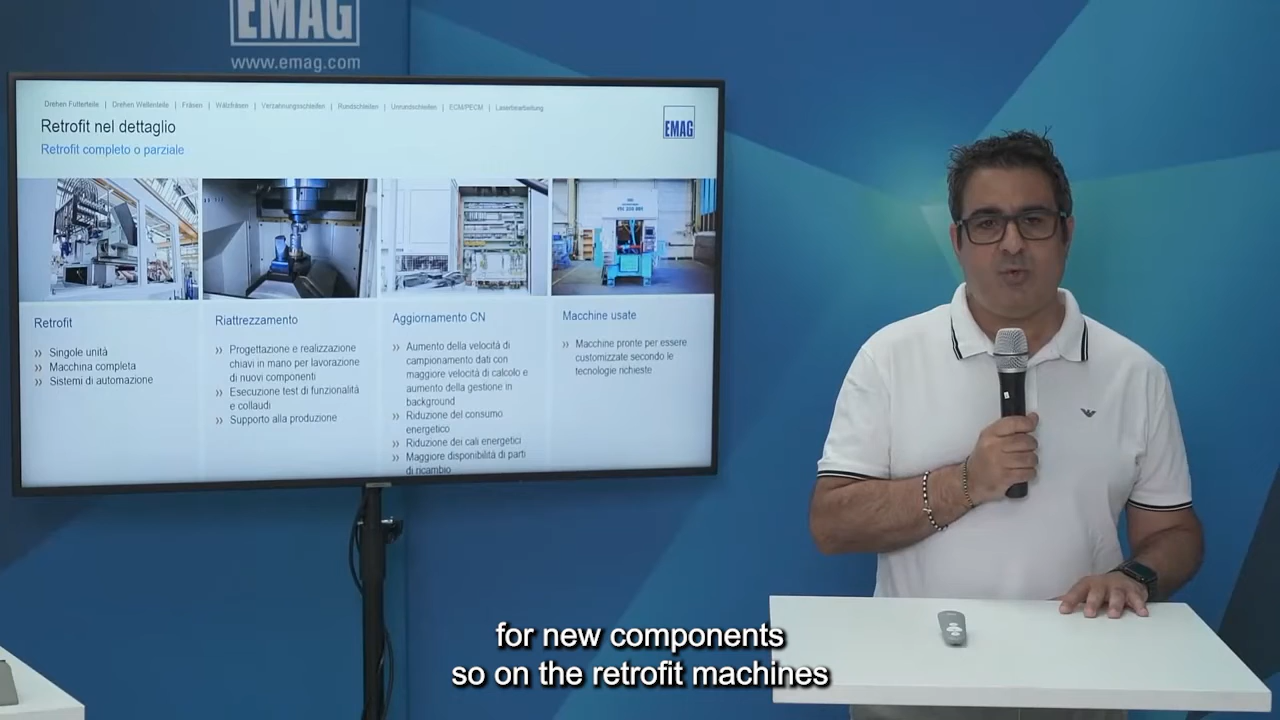 EMAG
www.emag.com
Drehen Futterteile | Drehen Wellenteile | Fräsen | Wälzfräsen | Verzahnungsschleifen | Rundschleifen | Unrundschleifen | ECM/PECM | Laserbearbeitung
Retrofit nel dettaglio
Retrofit completo o parziale
EMAG
Retrofit
›› Singole unità
›› Macchina completa
›› Sistemi di automazione
Riattrezzamento
›› Progettazione e realizzazione
chiavi in mano per lavorazione
di nuovi componenti
›› Esecuzione test di funzionalità
e collaudi
›› Supporto alla produzione
Aggiornamento CN
›› Aumento della velocità di
campionamento dati con
maggiore velocità di calcolo e
aumento della gestione in
background
›› Riduzione del consumo
energetico
›› Riduzione dei cali energetici
›› Maggiore disponibilità di parti
di ricambio
Macchine usate
›› Macchine pronte per essere
customizzate secondo le
tecnologie richieste
for new components
so on the retrofit machines